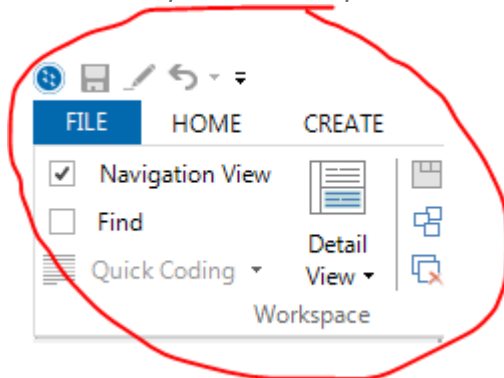 FILE HOME CREATE
Navigation View
Find
Quick Coding
Detail
View
Workspace